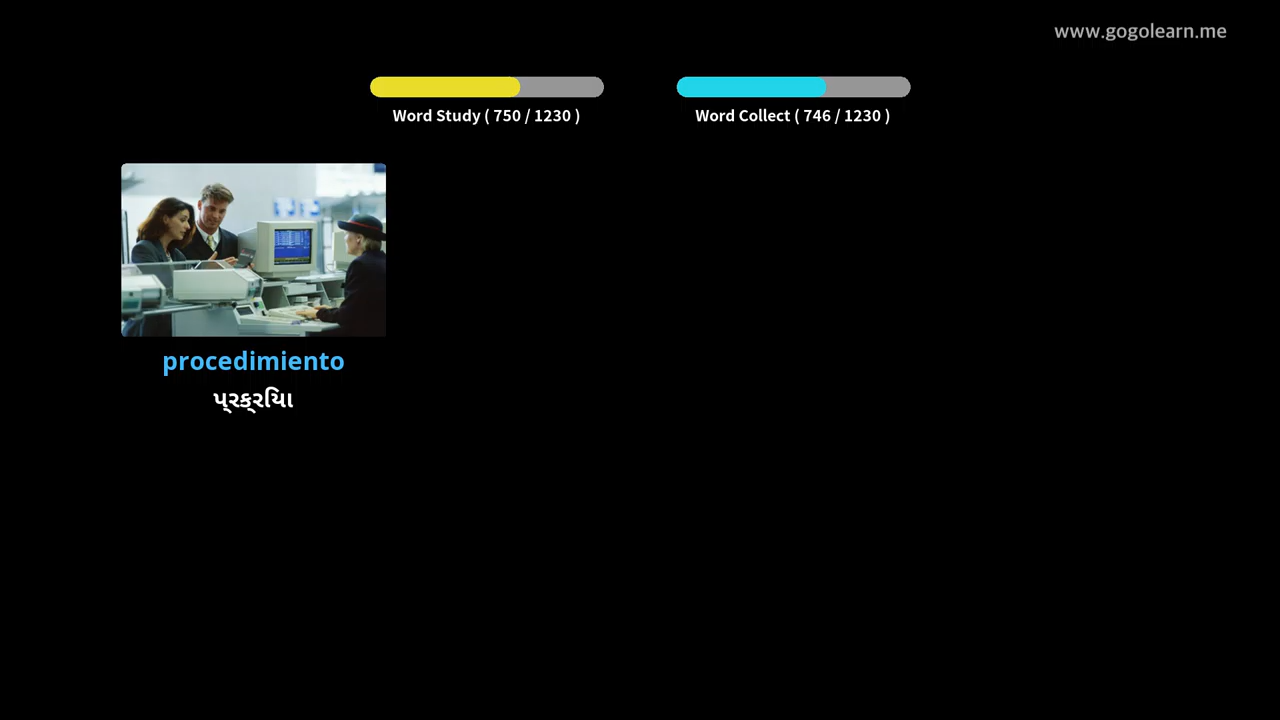 www.gogolearn.me
Word Study ( 750 / 1230 )
Word Collect ( 746 / 1230 )
procedimiento
પ્રક્રિયા